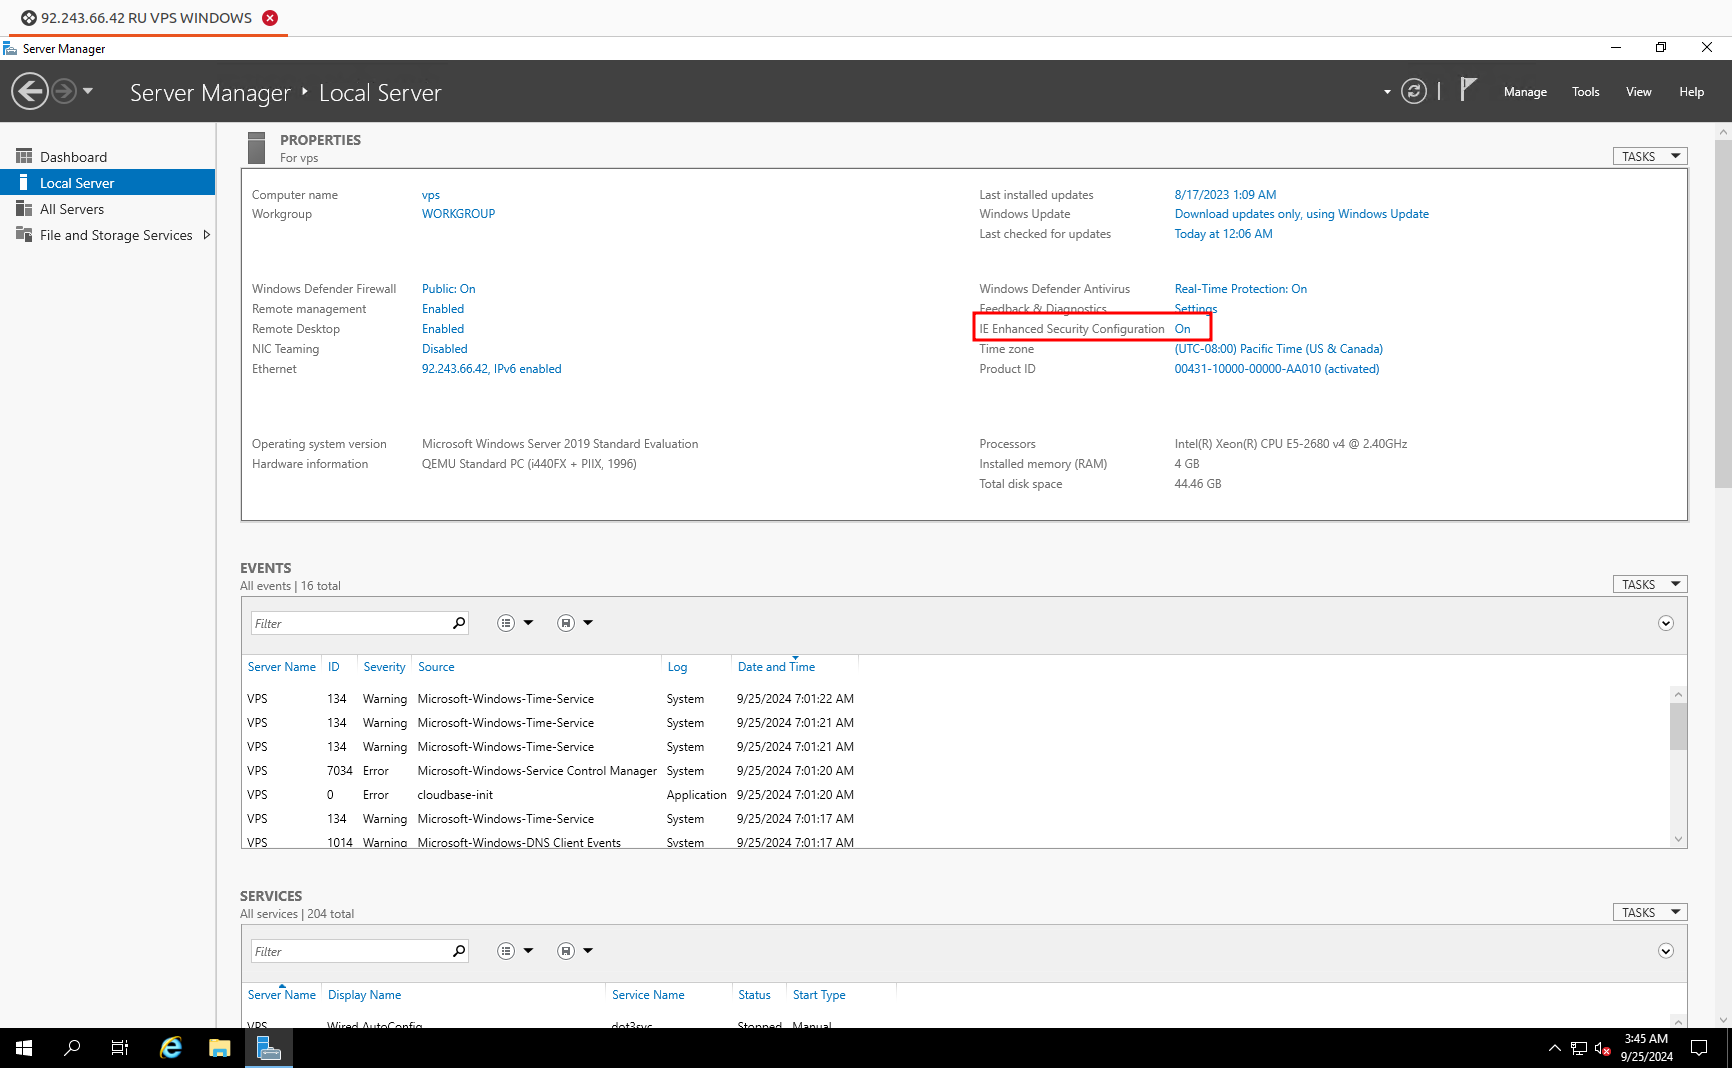 92.243.66.42 RU VPS WINDOWS
Server Manager
Server Manager ‣ Local Server
Manage Tools View Help
Dashboard
Local Server
All Servers
File and Storage Services
PROPERTIES
For vps
TASKS
Computer name vps
Workgroup WORKGROUP
Last installed updates 8/17/2023 1:09 AM
Windows Update Download updates only, using Windows Update
Last checked for updates Today at 12:06 AM
Windows Defender Firewall Public: On
Remote management Enabled
Remote Desktop Enabled
NIC Teaming Disabled
Ethernet 92.243.66.42, IPv6 enabled
Windows Defender Antivirus Real-Time Protection: On
Feedback & Diagnostics Settings
IE Enhanced Security Configuration On
Time zone (UTC-08:00) Pacific Time (US & Canada)
Product ID 00431-10000-00000-AA010 (activated)
Operating system version Microsoft Windows Server 2019 Standard Evaluation
Hardware information QEMU Standard PC (i440FX + PIIX, 1996)
Processors Intel(R) Xeon(R) CPU E5-2680 v4 @ 2.40GHz
Installed memory (RAM) 4 GB
Total disk space 44.46 GB
EVENTS
All events | 16 total
TASKS
Filter
Server Name ID Severity Source Log Date and Time
VPS 134 Warning Microsoft-Windows-Time-Service System 9/25/2024 7:01:22 AM
VPS 134 Warning Microsoft-Windows-Time-Service System 9/25/2024 7:01:21 AM
VPS 134 Warning Microsoft-Windows-Time-Service System 9/25/2024 7:01:21 AM
VPS 7034 Error Microsoft-Windows-Service Control Manager System 9/25/2024 7:01:20 AM
VPS 0 Error cloudbase-init Application 9/25/2024 7:01:20 AM
VPS 134 Warning Microsoft-Windows-Time-Service System 9/25/2024 7:01:17 AM
VPS 1014 Warning Microsoft-Windows-DNS Client Events System 9/25/2024 7:01:17 AM
SERVICES
All services | 204 total
TASKS
Filter
Server Name Display Name Service Name Status Start Type
VPS Wired AutoConfig dot3svc Stopped Manual
3:45 AM
9/25/2024